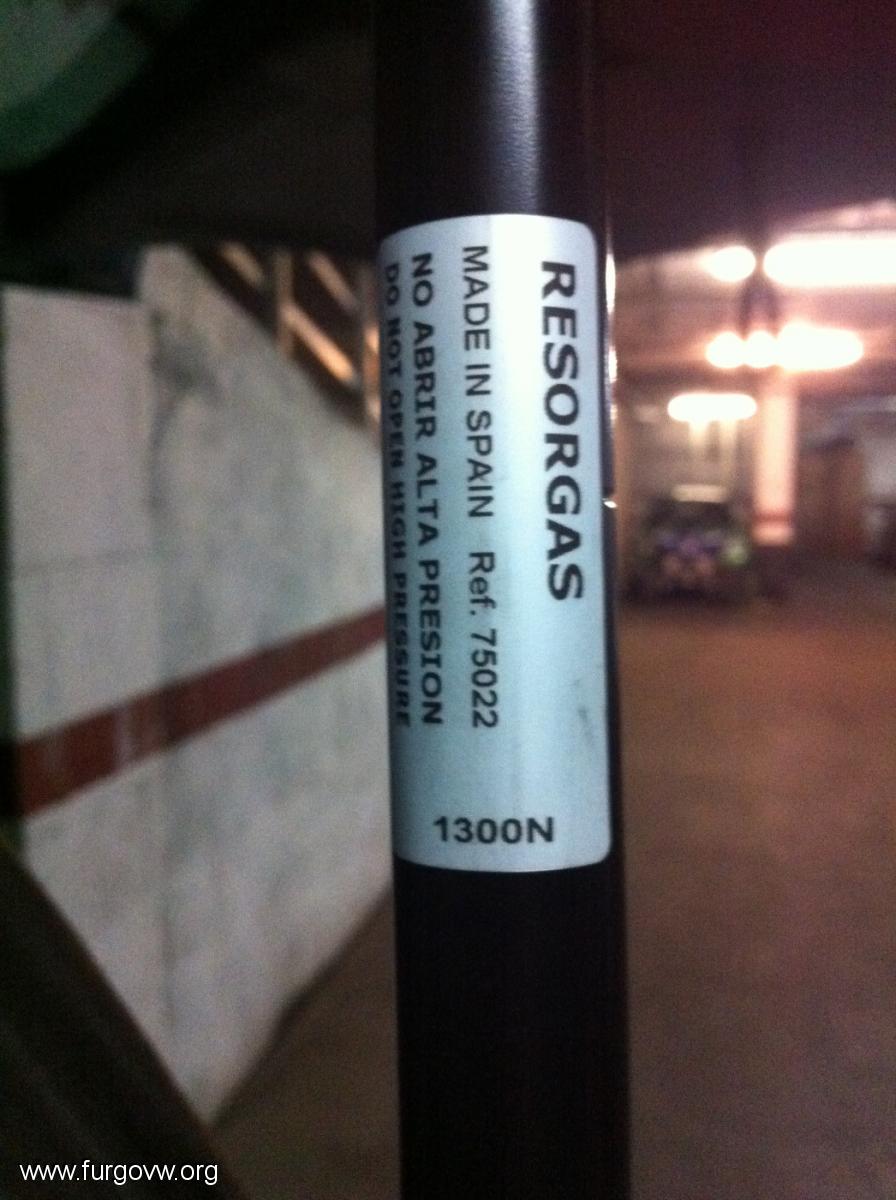 RESORGAS
MADE IN SPAIN Ref. 75022
NO ABRIR ALTA PRESION
DO NOT OPEN HIGH PRESSURE
1300N
www.furgovw.org